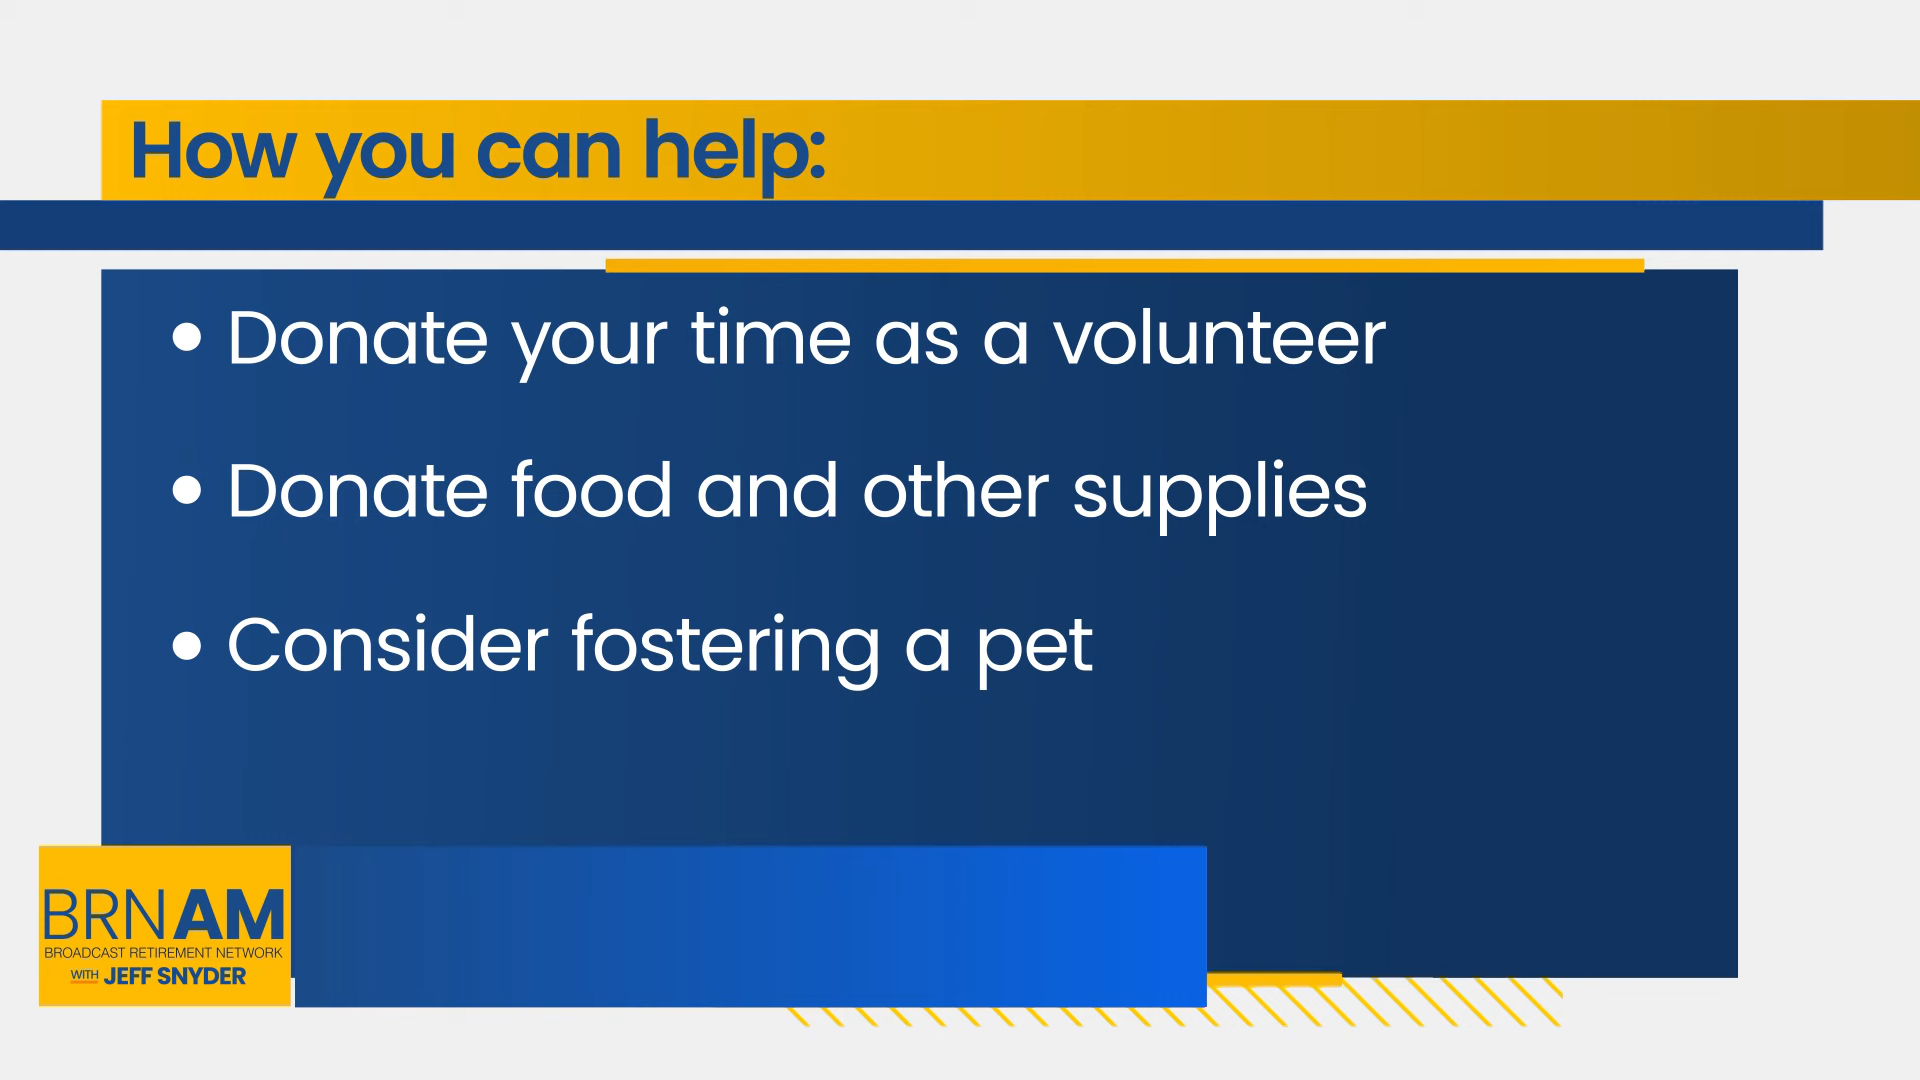 How you can help:
• Donate your time as a volunteer
• Donate food and other supplies
• Consider fostering a pet
BRNAM
BROADCAST RETIREMENT NETWORK
WITH JEFF SNYDER